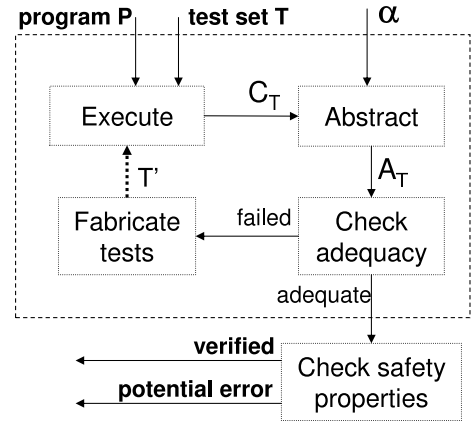 program P
test set T
α
Execute
C_T
Abstract
T'
A_T
Fabricate
tests
failed
Check
adequacy
adequate
verified
potential error
Check safety
properties